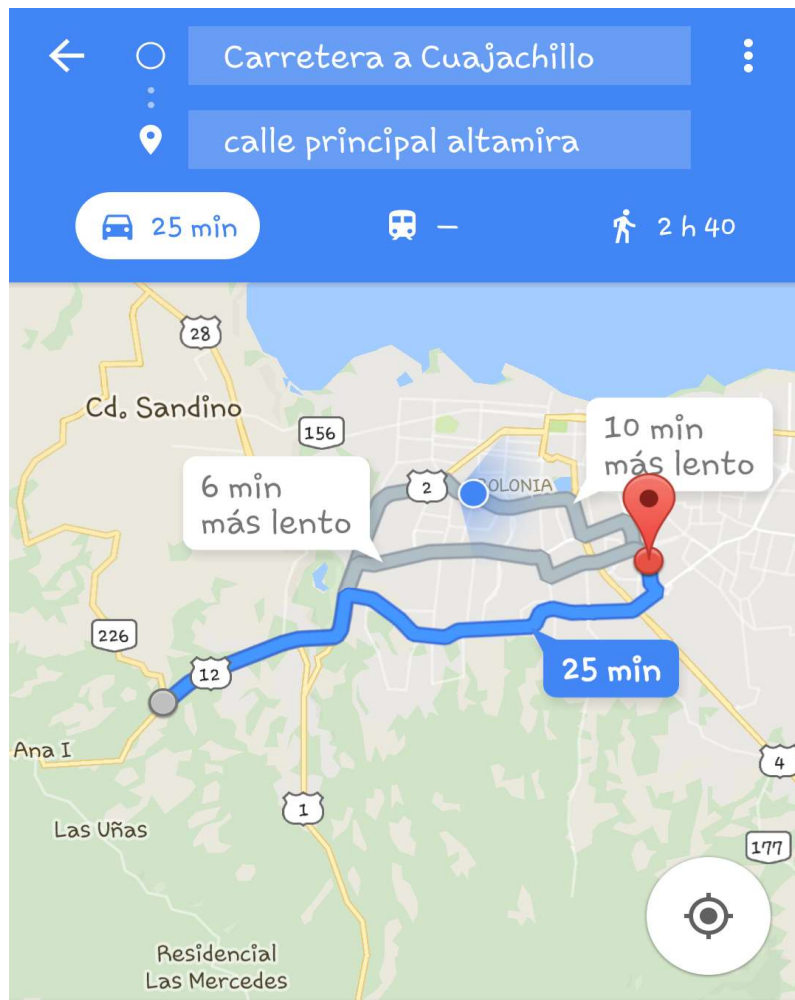 Carretera a Cuajachillo
calle principal altamira
25 min
—
2 h 40
28
Cd. Sandino
156
10 min
más lento
6 min
más lento
2
OLONIA
226
12
25 min
Ana I
4
1
Las Uñas
177
Residencial
Las Mercedes